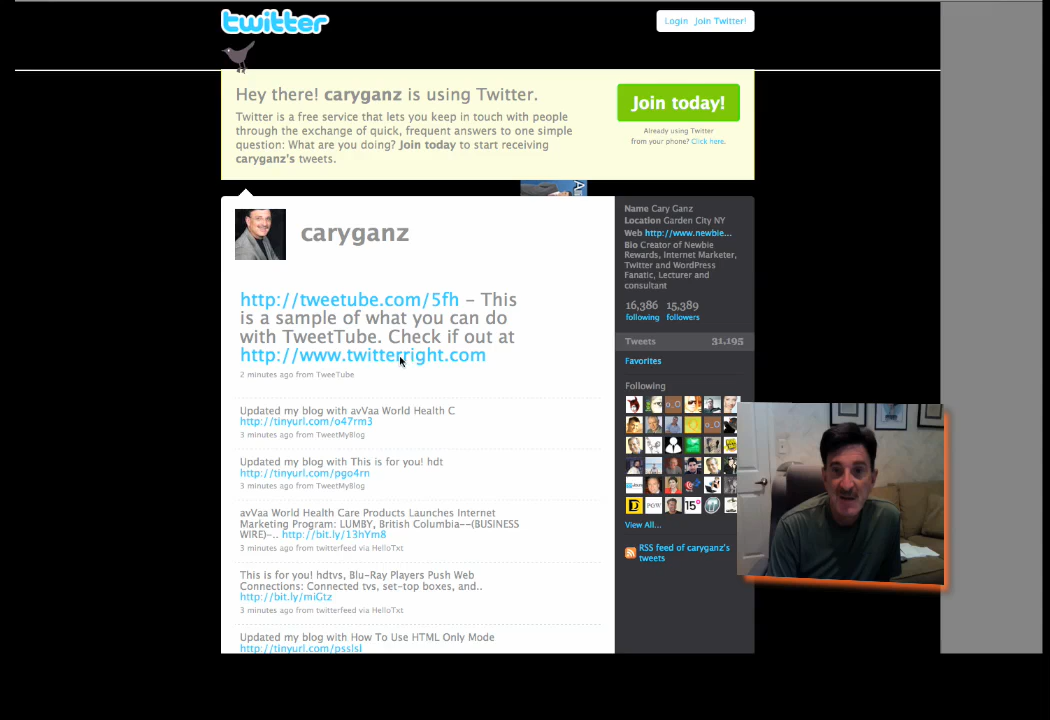 twitter
Login Join Twitter!
Hey there! caryganz is using Twitter.
Twitter is a free service that lets you keep in touch with people
through the exchange of quick, frequent answers to one simple
question: What are you doing? Join today to start receiving
caryganz's tweets.
Join today!
Already using Twitter
from your phone? Click here.
A
caryganz
http://tweetube.com/5fh – This
is a sample of what you can do
with TweetTube. Check if out at
http://www.twitterright.com
2 minutes ago from TweeTube
Updated my blog with avVaa World Health C
http://tinyurl.com/o47rm3
3 minutes ago from TweetMyBlog
Updated my blog with This is for you! hdt
http://tinyurl.com/pgo4rn
3 minutes ago from TweetMyBlog
avVaa World Health Care Products Launches Internet
Marketing Program: LUMBY, British Columbia--(BUSINESS
WIRE)-.. http://bit.ly/13hYm8
3 minutes ago from twitterfeed via HelloTxt
This is for you! hdtvs, Blu-Ray Players Push Web
Connections: Connected tvs, set-top boxes, and..
http://bit.ly/miGtz
3 minutes ago from twitterfeed via HelloTxt
Updated my blog with How To Use HTML Only Mode
http://tinyurl.com/psslsl
Name Cary Ganz
Location Garden City NY
Web http://www.newbie...
Bio Creator of Newbie
Rewards, Internet Marketer,
Twitter and WordPress
Fanatic, Lecturer and
consultant
16,386 15,389
following followers
Tweets 31,195
Favorites
Following
o_O
o_O
D PGW 15°
View All...
RSS feed of caryganz's
tweets